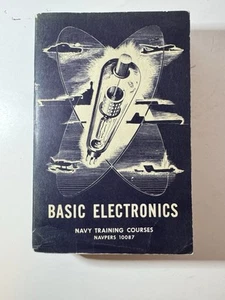 BASIC ELECTRONICS
NAVY TRAINING COURSES
NAVPERS 10087